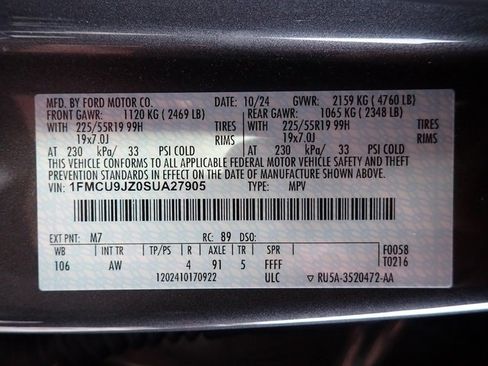 MFD. BY FORD MOTOR CO. DATE: 10/24 GVWR: 2159 KG ( 4760 LB)
FRONT GAWR: 1120 KG ( 2469 LB) REAR GAWR: 1065 KG ( 2348 LB)
225/55R19 99H TIRES 225/55R19 99H TIRES
19x7.0J RIMS 19x7.0J RIMS
AT 230 kPa/ 33 PSI COLD AT 230 kPa/ 33 PSI COLD
THIS VEHICLE CONFORMS TO ALL APPLICABLE FEDERAL MOTOR VEHICLE SAFETY AND THEFT
PREVENTION STANDARDS IN EFFECT ON THE DATE OF MANUFACTURE SHOWN ABOVE.
VIN: 1FMCU9JZ0SUA27905 TYPE: MPV
EXT PNT: M7 RC: 89 DSO: F0058
WB INT TR TP/PS R AXLE TR SPR T0216
106 AW 4 91 5 FFFF
1202410170922 ULC ▽ RU5A-3520472-AA